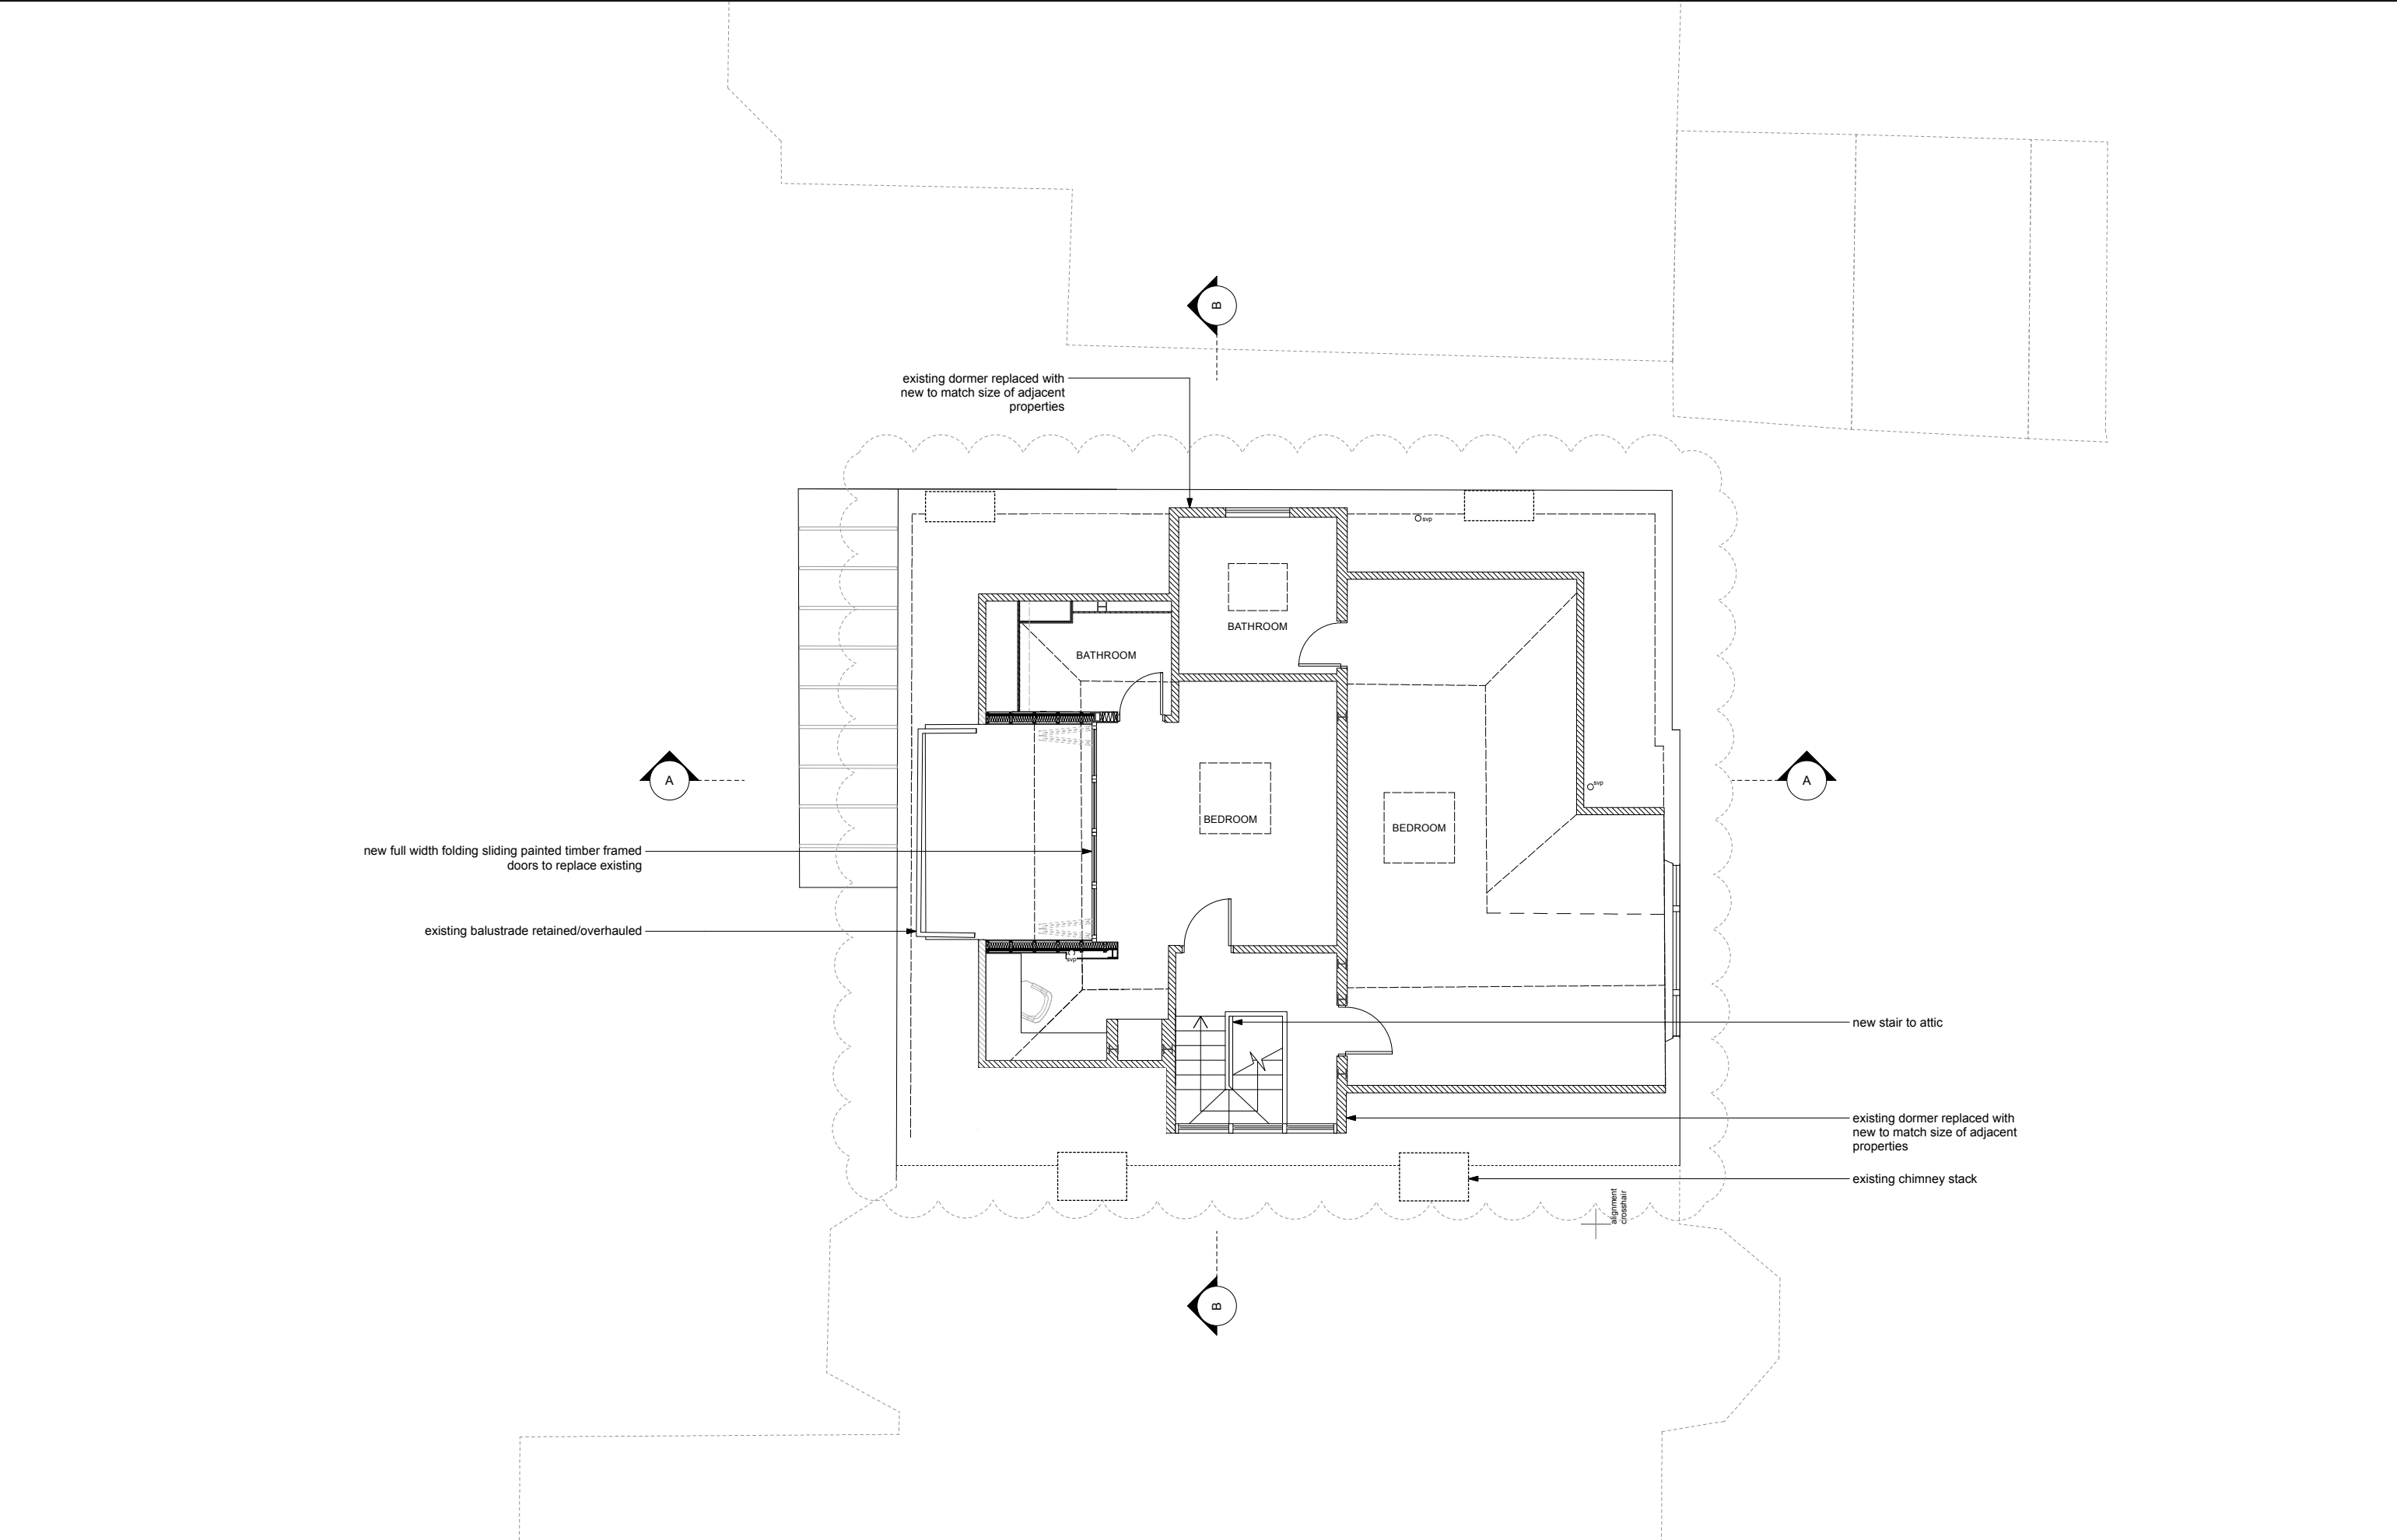 B
existing dormer replaced with
new to match size of adjacent
properties
svp
BATHROOM
BATHROOM
A
A
svp
BEDROOM
BEDROOM
new full width folding sliding painted timber framed
doors to replace existing
existing balustrade retained/overhauled
svp
new stair to attic
existing dormer replaced with
new to match size of adjacent
properties
existing chimney stack
alignment
crosshair
B